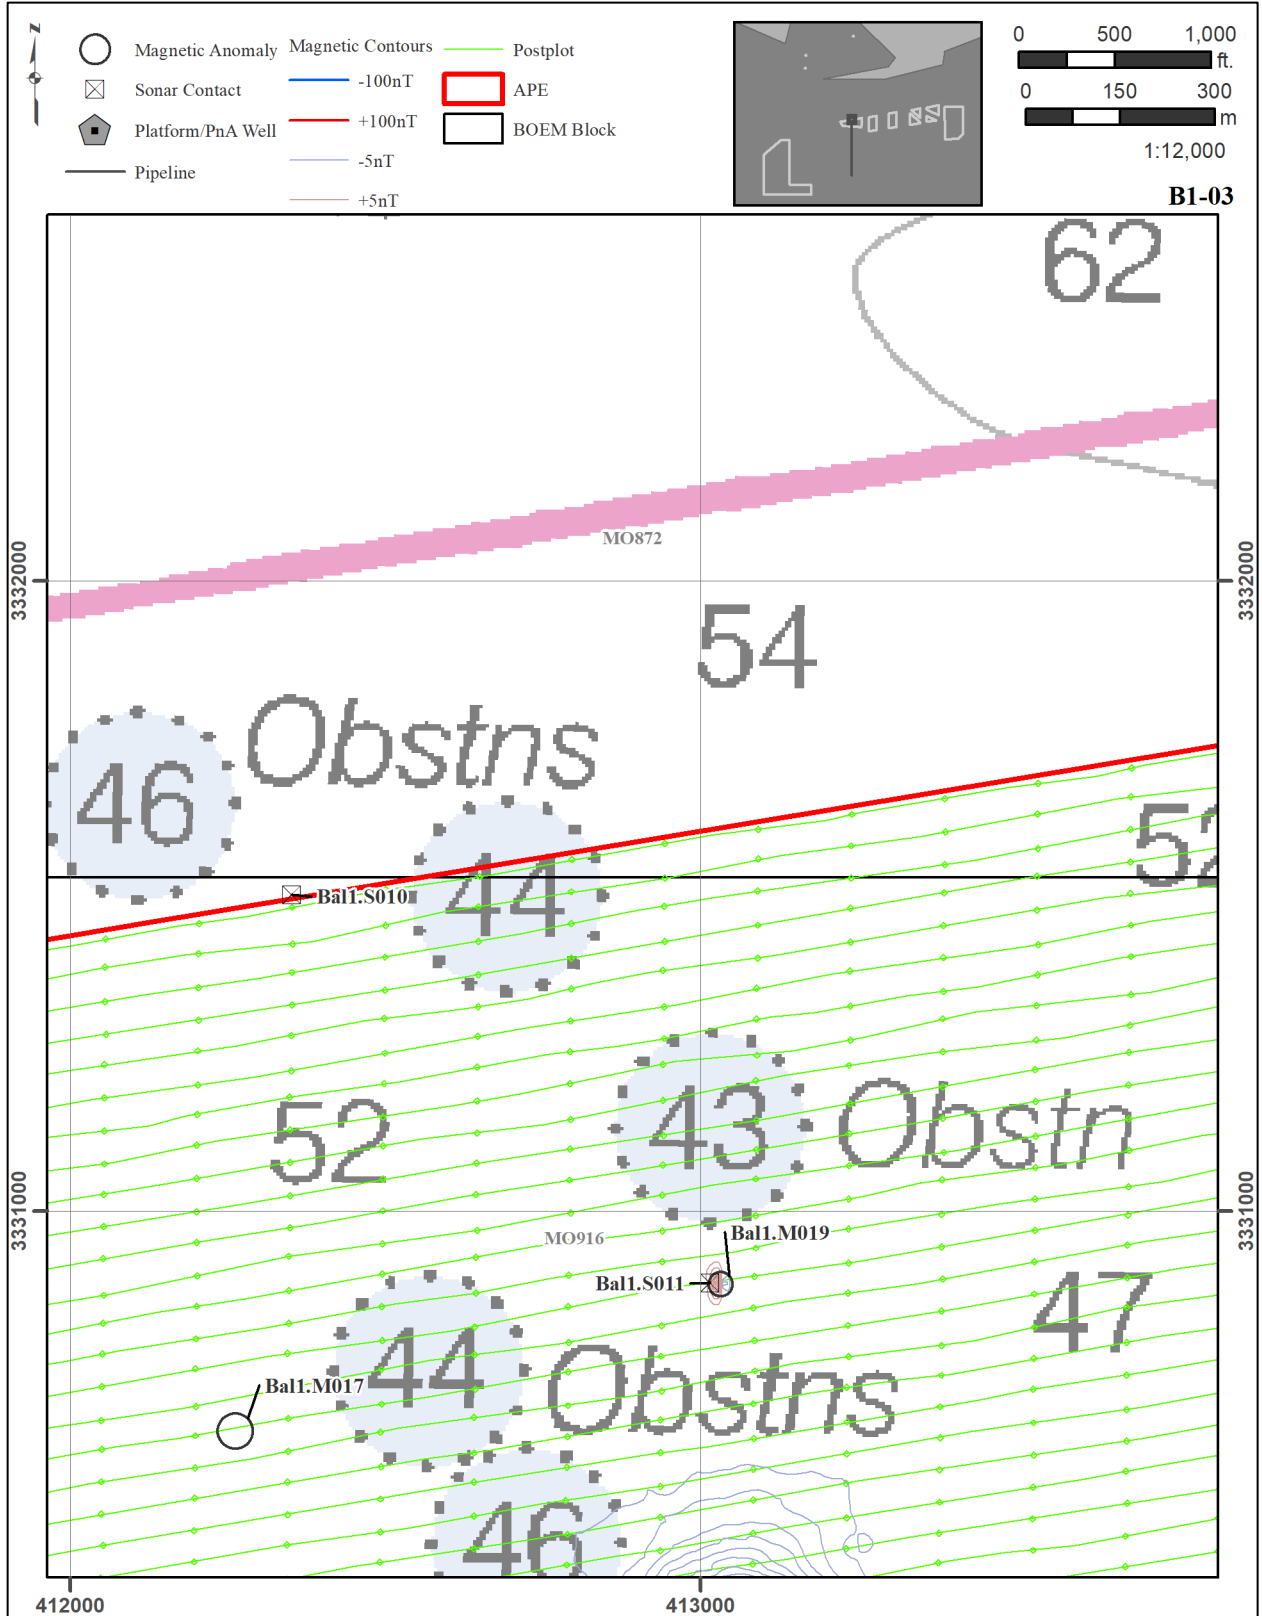 Z
Magnetic Anomaly
Sonar Contact
Platform/PnA Well
Pipeline
Magnetic Contours
-100nT
+100nT
-5nT
+5nT
Postplot
APE
BOEM Block
0 500 1,000
ft.
0 150 300
m
1:12,000
B1-03
62
MO872
3332000
3332000
54
Obstns
46
52
44
Bal1.S010
43
Obstn
52
3331000
3331000
MO916
Bal1.M019
Bal1.S011
47
44
Obstns
Bal1.M017
46
412000
413000